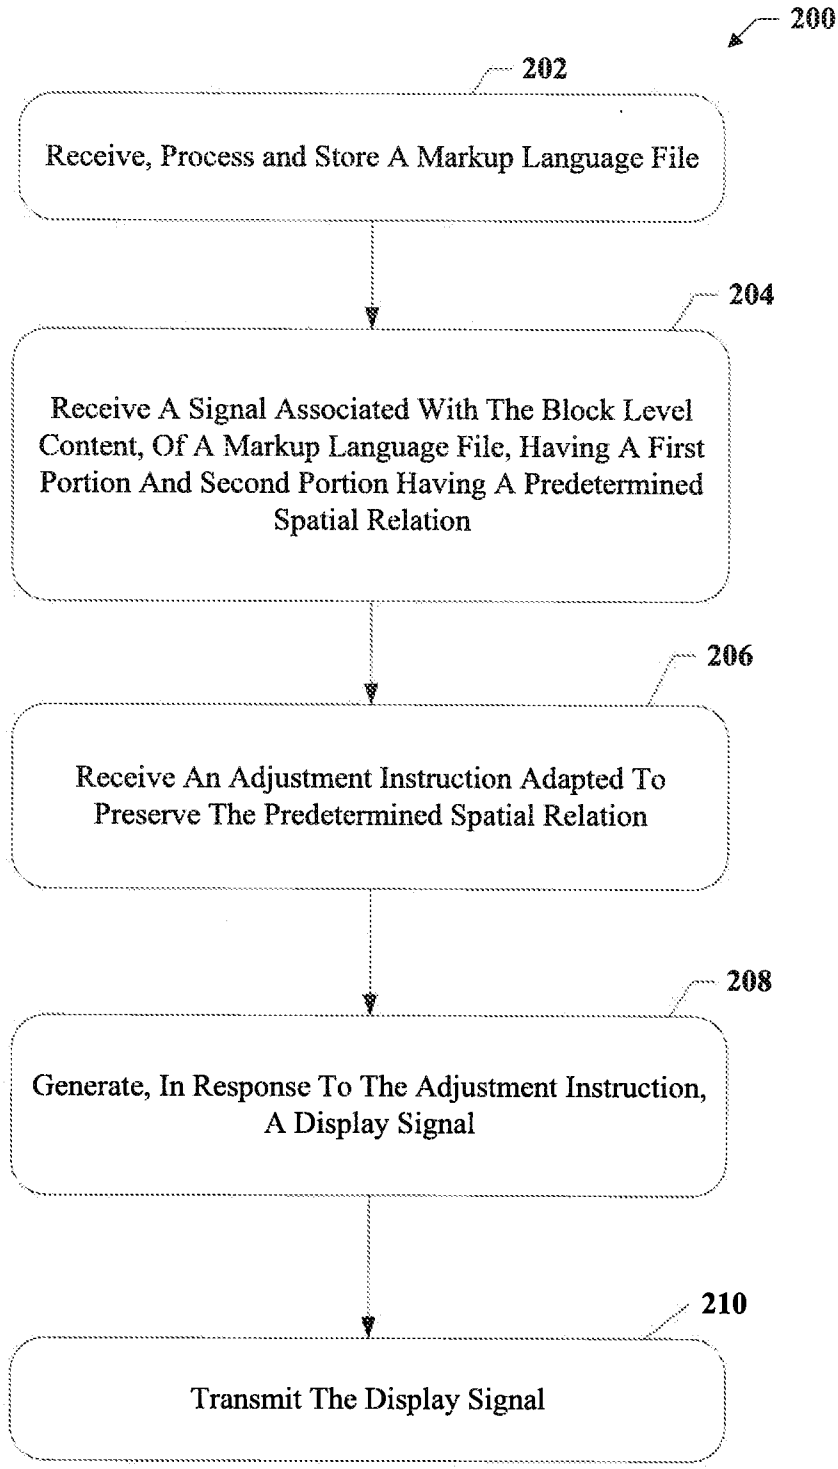 200
202
Receive, Process and Store A Markup Language File
204
Receive A Signal Associated With The Block Level
Content, Of A Markup Language File, Having A First
Portion And Second Portion Having A Predetermined
Spatial Relation
206
Receive An Adjustment Instruction Adapted To
Preserve The Predetermined Spatial Relation
208
Generate, In Response To The Adjustment Instruction,
A Display Signal
210
Transmit The Display Signal